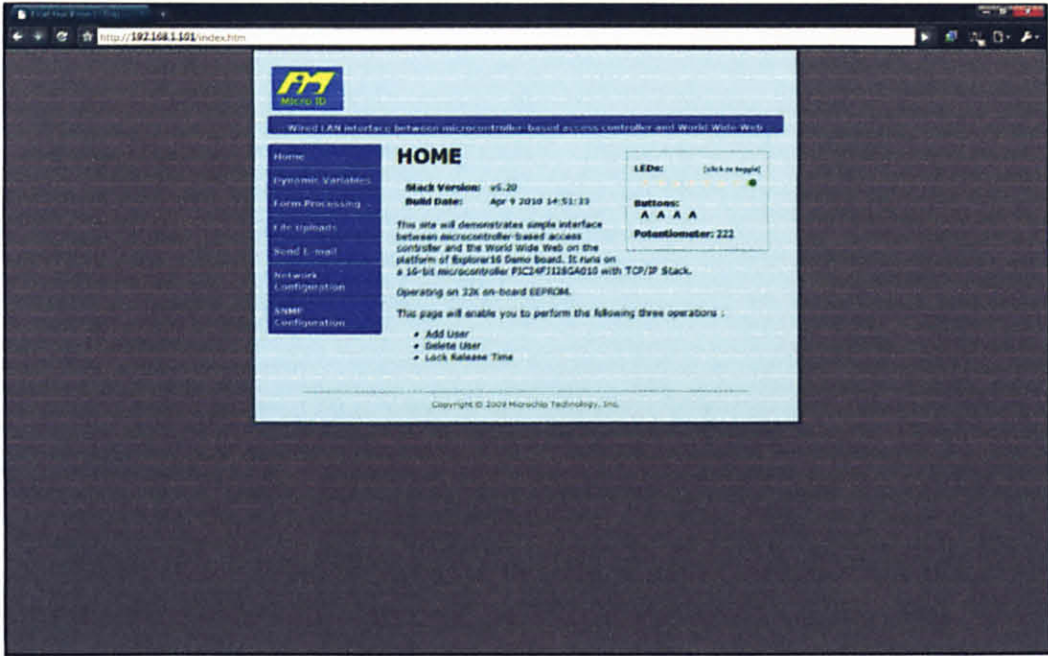 http://192.168.1.101/index.htm
Micro ID
Wired LAN interface between microcontroller-based access controller and World Wide Web
Home
Dynamic Variables
Form Processing
File Uploads
Send E-mail
Network
Configuration
SNMP
Configuration
HOME
Stack Version: v5.20
Build Date: Apr 9 2010
This site will demonstrates simple interface
between microcontroller-based access
controller and the World Wide Web on the
platform of Explorer16 Demo Board. It runs on
a 16-bit microcontroller with TCP/IP Stack.
Operating on 32K on-board EEPROM.
This page will enable you to perform the following three operations :
Add User
Delete User
Lock Release Time
LEDs: [click to toggle]
Buttons:
Λ Λ Λ Λ
Potentiometer: 222
Copyright © 2009 Microchip Technology, Inc.